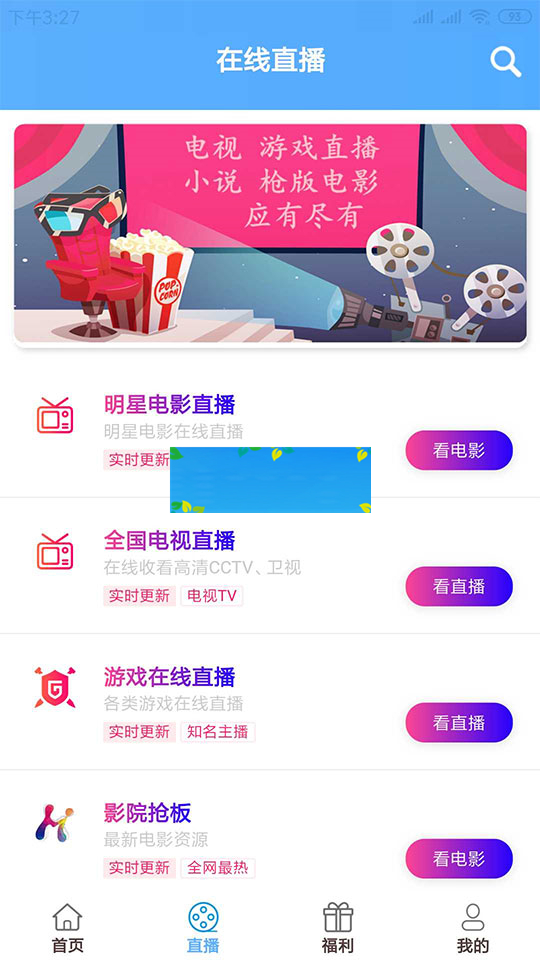 下午3:27
93
在线直播
电视 游戏直播
小说 枪版电影
应有尽有
POP
CORN
明星电影直播
明星电影在线直播
实时更新
看电影
全国电视直播
在线收看高清CCTV、卫视
实时更新 电视TV
看直播
游戏在线直播
各类游戏在线直播
实时更新 知名主播
看直播
影院抢板
最新电影资源
实时更新 全网最热
看电影
首页 直播 福利 我的